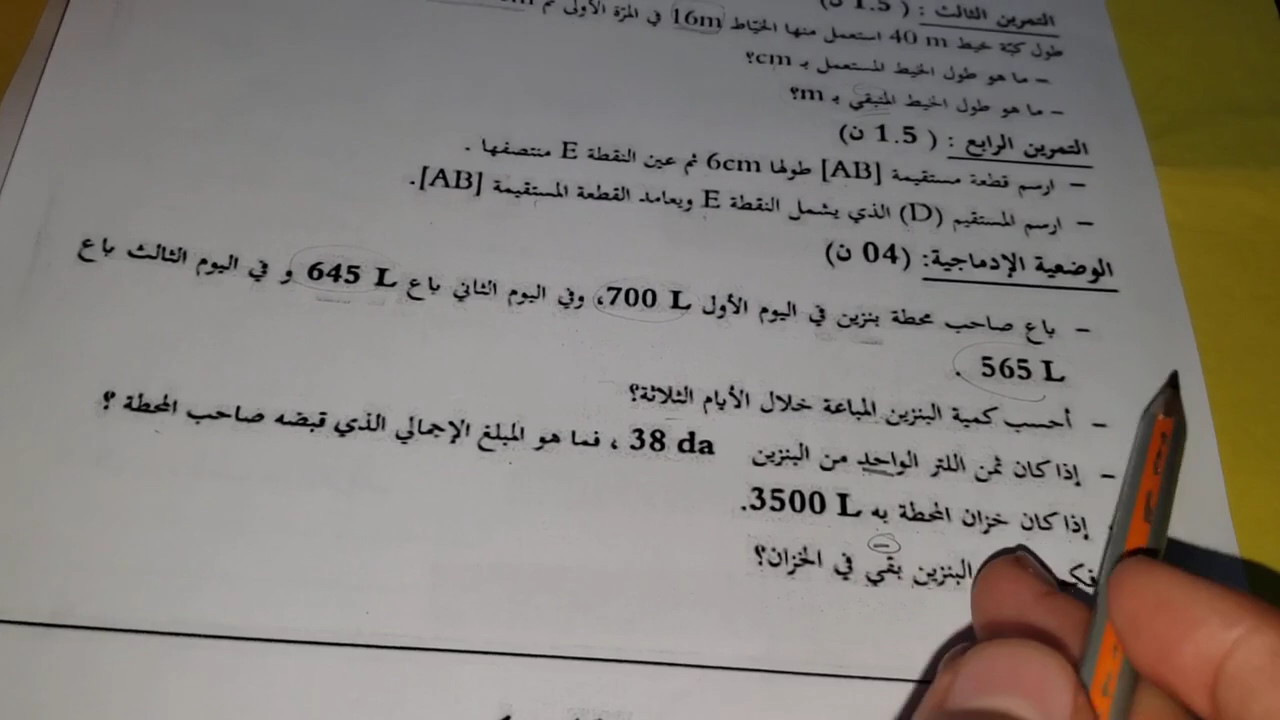 التمرين الثالث : ( 1.5 ن)
طول كبّة خيط 40 m استعمل منها الخيّاط 16m في المرّة الأولى ثم
– ما هو طول الخيط المستعمل بـ cm؟
– ما هو طول الخيط المتبقي بـ m؟
التمرين الرابع : ( 1.5 ن)
– ارسم قطعة مستقيمة [AB] طولها 6cm ثم عين النقطة E منتصفها .
– ارسم المستقيم (D) الذي يشمل النقطة E ويعامد القطعة المستقيمة [AB].
الوضعية الإدماجية: (04 ن)
– باع صاحب محطة بنزين في اليوم الأول 700 L، وفي اليوم الثاني باع 645 L و في اليوم الثالث باع
565 L .
– أحسب كمية البنزين المباعة خلال الأيام الثلاثة؟
– إذا كان ثمن اللتر الواحد من البنزين 38 da ، فما هو المبلغ الإجمالي الذي قبضه صاحب المحطة ؟
إذا كان خزان المحطة به 3500 L.
البنزين بقي في الخزان؟